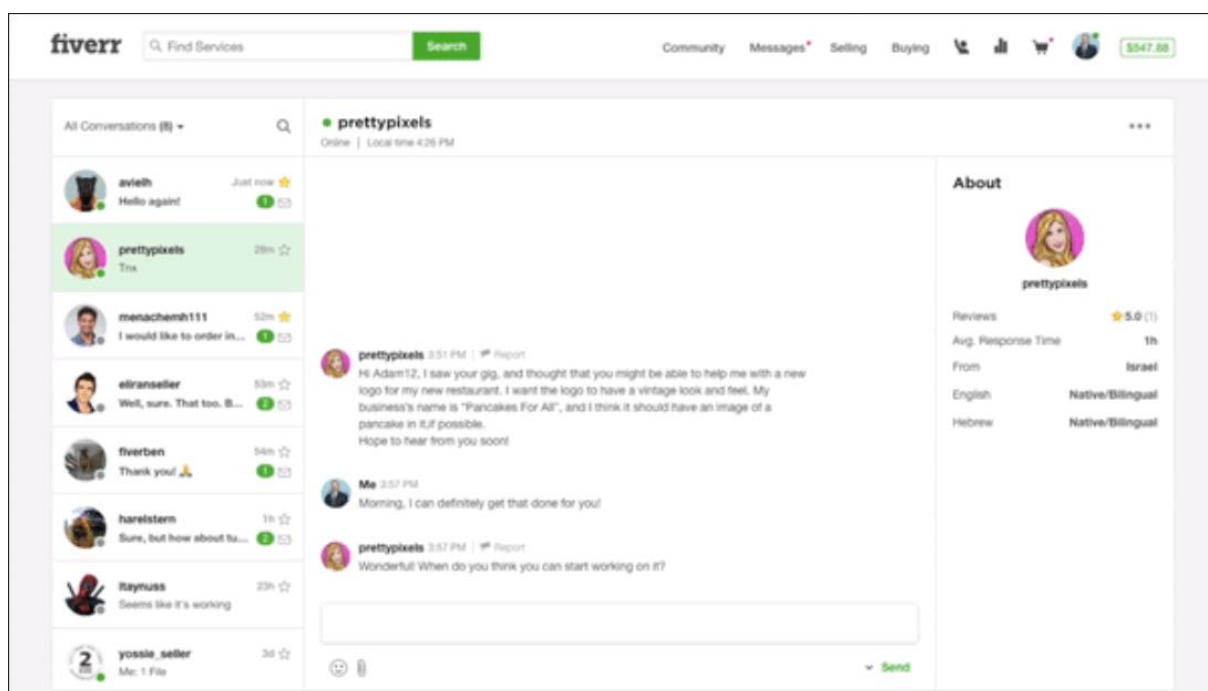 fiverr
Find Services
Search
Community
Messages
Selling
Buying
$547.88
All Conversations (8)
prettypixels
Online | Local time 4:26 PM
avielh
Just now
Hello again!
1
prettypixels
28m
Tnx
menachemh111
52m
I would like to order in...
1
eliranseller
53m
Well, sure. That too. B...
2
fiverben
54m
Thank you! 🙏
1
harelstern
1h
Sure, but how about tu...
2
itaynuss
23h
Seems like it's working
2
yossie_seller
3d
Me: 1 File
prettypixels 3:51 PM | Report
Hi Adam12, I saw your gig, and thought that you might be able to help me with a new
logo for my new restaurant. I want the logo to have a vintage look and feel. My
business's name is "Pancakes For All", and I think it should have an image of a
pancake in it,if possible.
Hope to hear from you soon!
Me 3:57 PM
Morning, I can definitely get that done for you!
prettypixels 3:57 PM | Report
Wonderful! When do you think you can start working on it?
Send
About
prettypixels
Reviews 5.0 (1)
Avg. Response Time 1h
From Israel
English Native/Bilingual
Hebrew Native/Bilingual